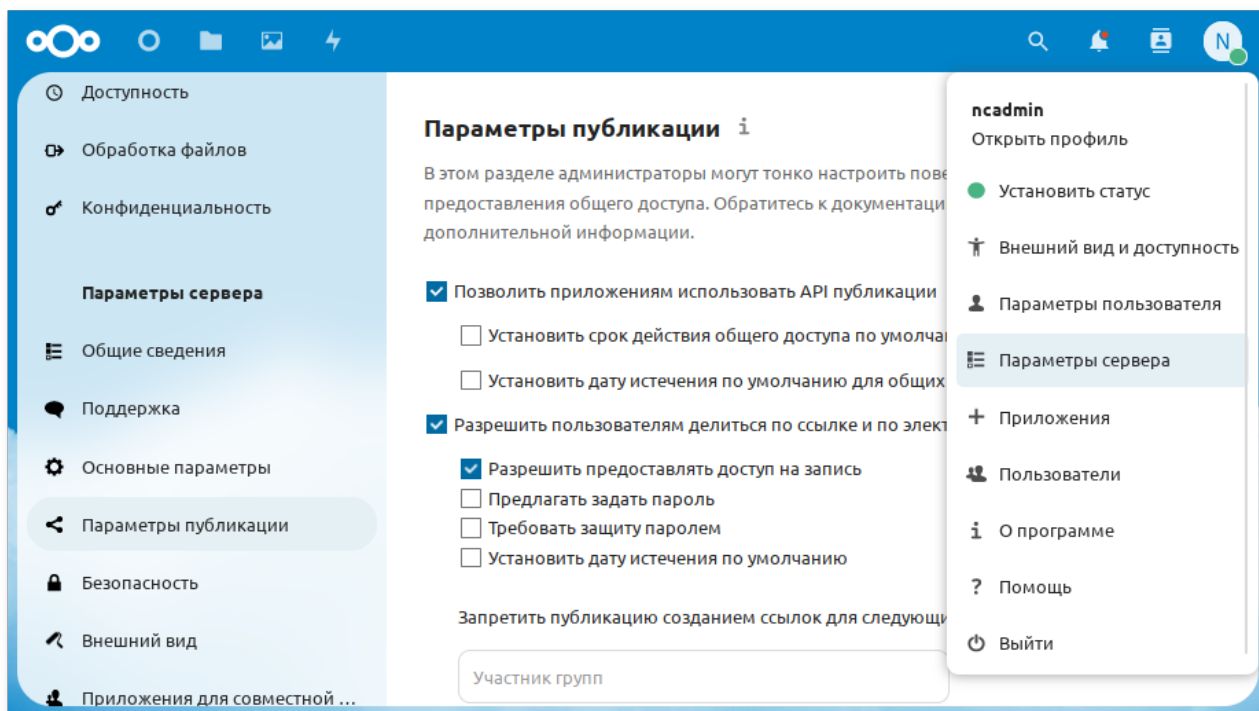 N
Доступность
Обработка файлов
Конфиденциальность
Параметры сервера
Общие сведения
Поддержка
Основные параметры
Параметры публикации
Безопасность
Внешний вид
Приложения для совместной ...
Параметры публикации i
В этом разделе администраторы могут тонко настроить пове
предоставления общего доступа. Обратитесь к документаци
дополнительной информации.
Позволить приложениям использовать API публикации
Установить срок действия общего доступа по умолча
Установить дату истечения по умолчанию для общих
Разрешить пользователям делиться по ссылке и по элект
Разрешить предоставлять доступ на запись
Предлагать задать пароль
Требовать защиту паролем
Установить дату истечения по умолчанию
Запретить публикацию созданием ссылок для следующи
Участник групп
ncadmin
Открыть профиль
Установить статус
Внешний вид и доступность
Параметры пользователя
Параметры сервера
Приложения
Пользователи
О программе
Помощь
Выйти